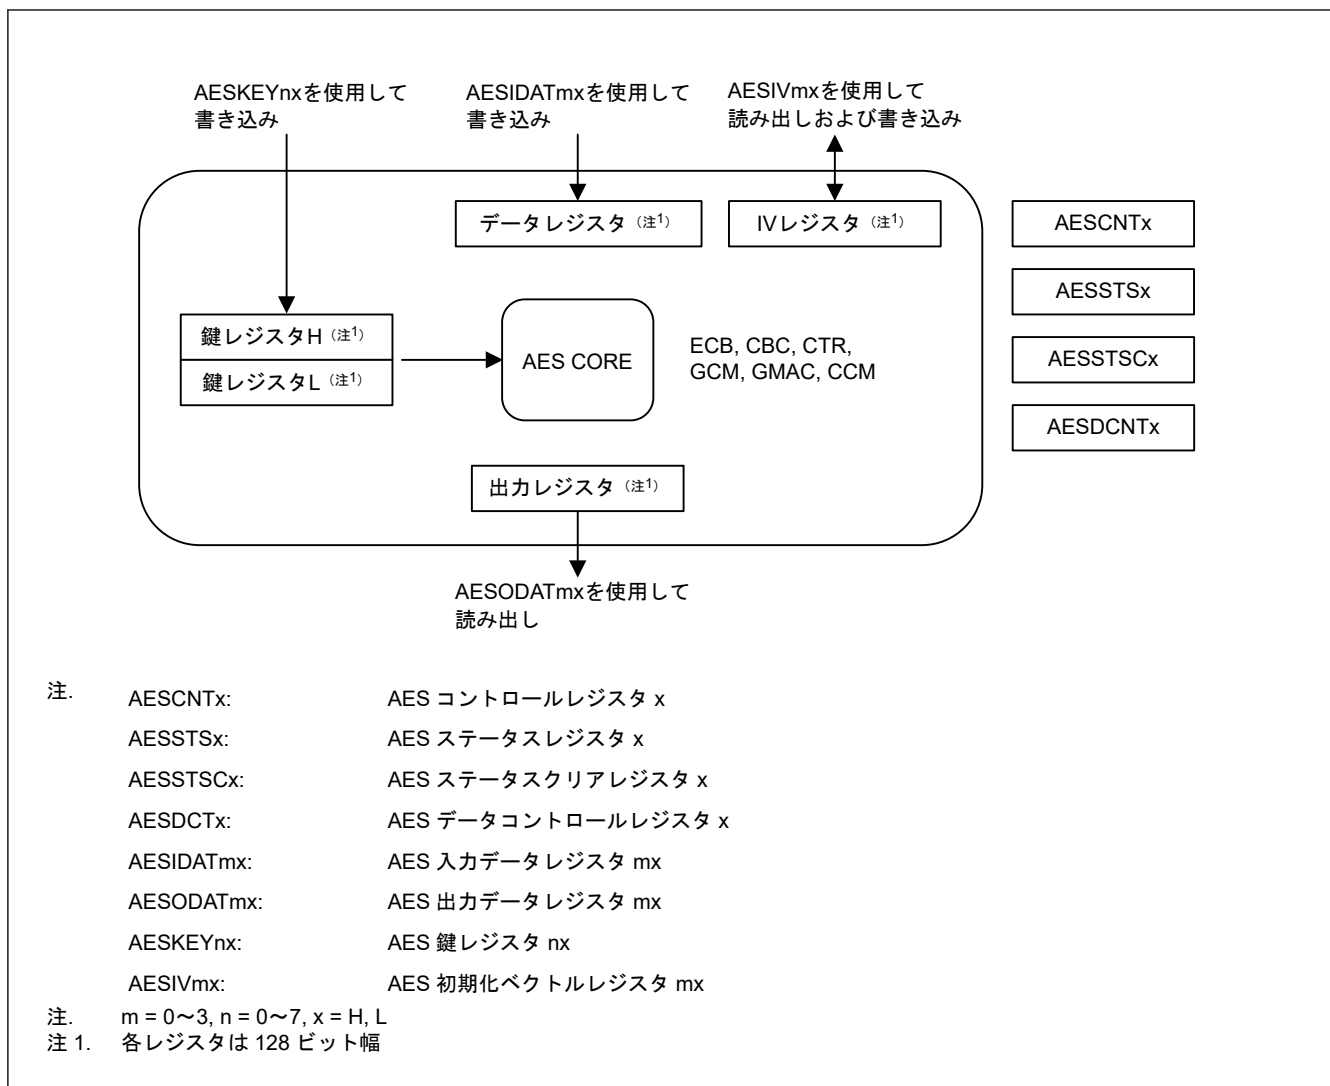 AESKEYnxを使用して
書き込み
AESIDATmxを使用して
書き込み
AESIVmxを使用して
読み出しおよび書き込み
データレジスタ（注1）
IVレジスタ（注1）
AESCNTx
AESSTSx
AESSTSCx
AESDCNTx
鍵レジスタH（注1）
鍵レジスタL（注1）
AES CORE
ECB, CBC, CTR,
GCM, GMAC, CCM
出力レジスタ（注1）
AESODATmxを使用して
読み出し
注. AESCNTx: AES コントロールレジスタ x
AESSTSx: AES ステータスレジスタ x
AESSTSCx: AES ステータスクリアレジスタ x
AESDCTx: AES データコントロールレジスタ x
AESIDATmx: AES 入力データレジスタ mx
AESODATmx: AES 出力データレジスタ mx
AESKEYnx: AES 鍵レジスタ nx
AESIVmx: AES 初期化ベクトルレジスタ mx
注. m = 0～3, n = 0～7, x = H, L
注 1. 各レジスタは 128 ビット幅